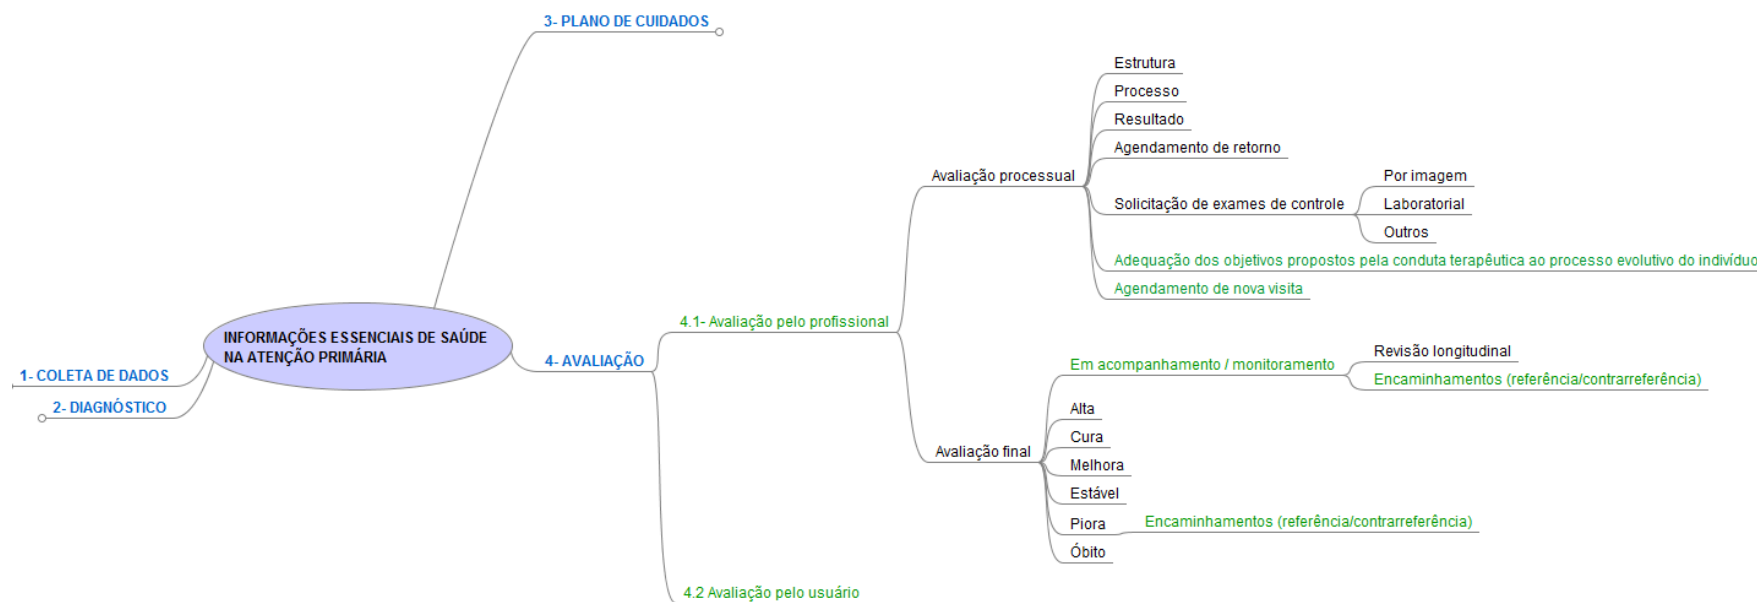 3- PLANO DE CUIDADOS
Estrutura
Processo
Resultado
Agendamento de retorno
Avaliação processual
Por imagem
Solicitação de exames de controle
Laboratorial
Outros
Adequação dos objetivos propostos pela conduta terapêutica ao processo evolutivo do indivíduo
Agendamento de nova visita
4.1- Avaliação pelo profissional
INFORMAÇÕES ESSENCIAIS DE SAÚDE
NA ATENÇÃO PRIMÁRIA
4- AVALIAÇÃO
1- COLETA DE DADOS
2- DIAGNÓSTICO
Em acompanhamento / monitoramento
Revisão longitudinal
Encaminhamentos (referência/contrarreferência)
Alta
Cura
Avaliação final
Melhora
Estável
Piora
Encaminhamentos (referência/contrarreferência)
Óbito
4.2 Avaliação pelo usuário